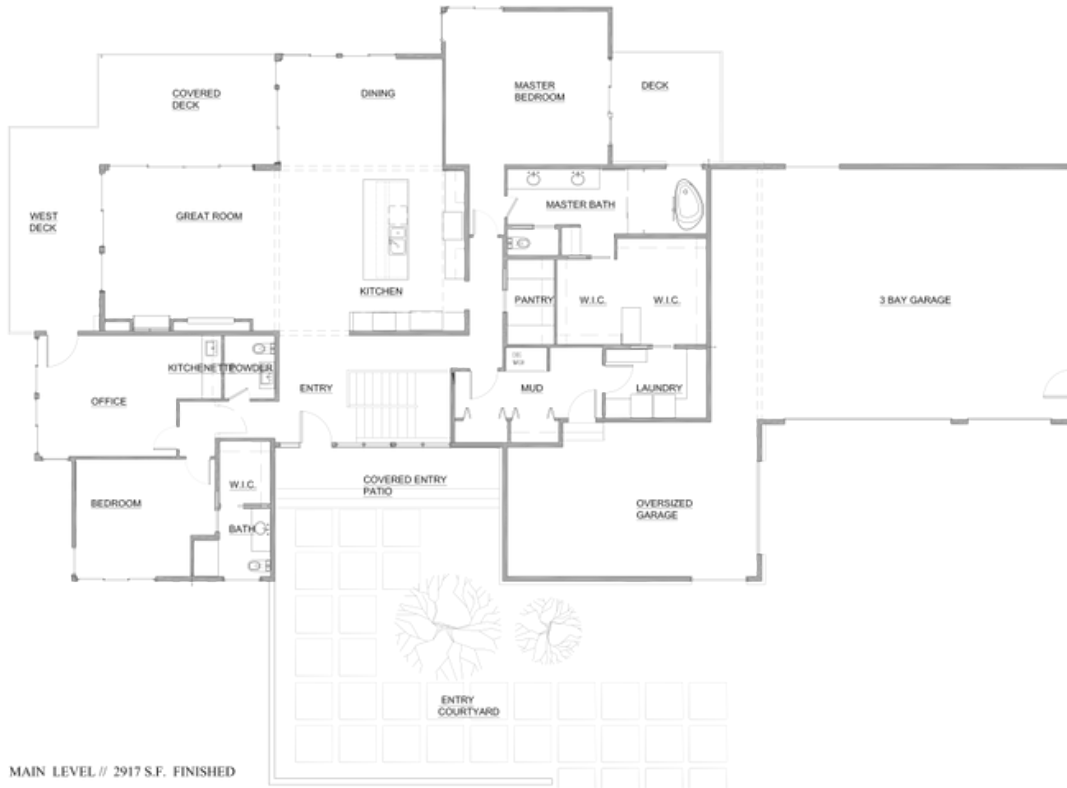 COVERED
DECK
DINING
MASTER
BEDROOM
DECK
WEST
DECK
GREAT ROOM
MASTER BATH
KITCHEN
PANTRY
W.I.C.
W.I.C.
3 BAY GARAGE
KITCHENETTE
POWDER
OFFICE
ENTRY
MUD
LAUNDRY
COVERED ENTRY
PATIO
W.I.C.
BEDROOM
BATH
OVERSIZED
GARAGE
ENTRY
COURTYARD
MAIN LEVEL // 2917 S.F. FINISHED